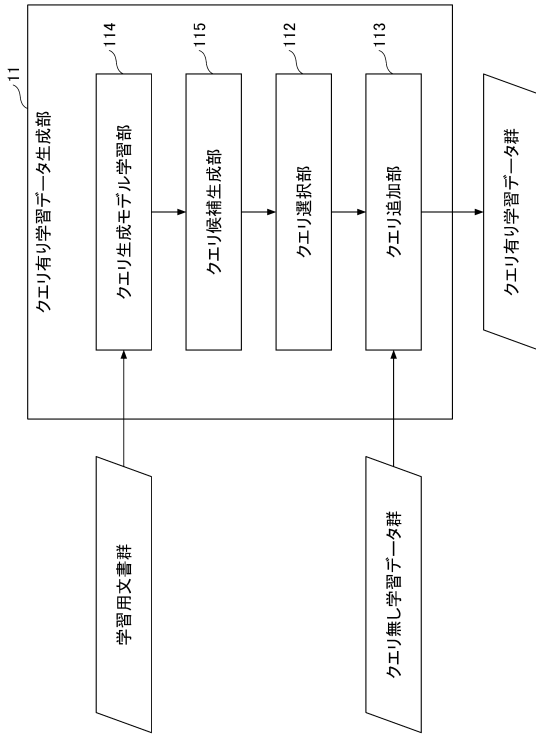 11
クエリ有り学習データ生成部
114
クエリ生成モデル学習部
115
クエリ候補生成部
112
クエリ選択部
113
クエリ追加部
学習用文書群
クエリ無し学習データ群
クエリ有り学習データ群